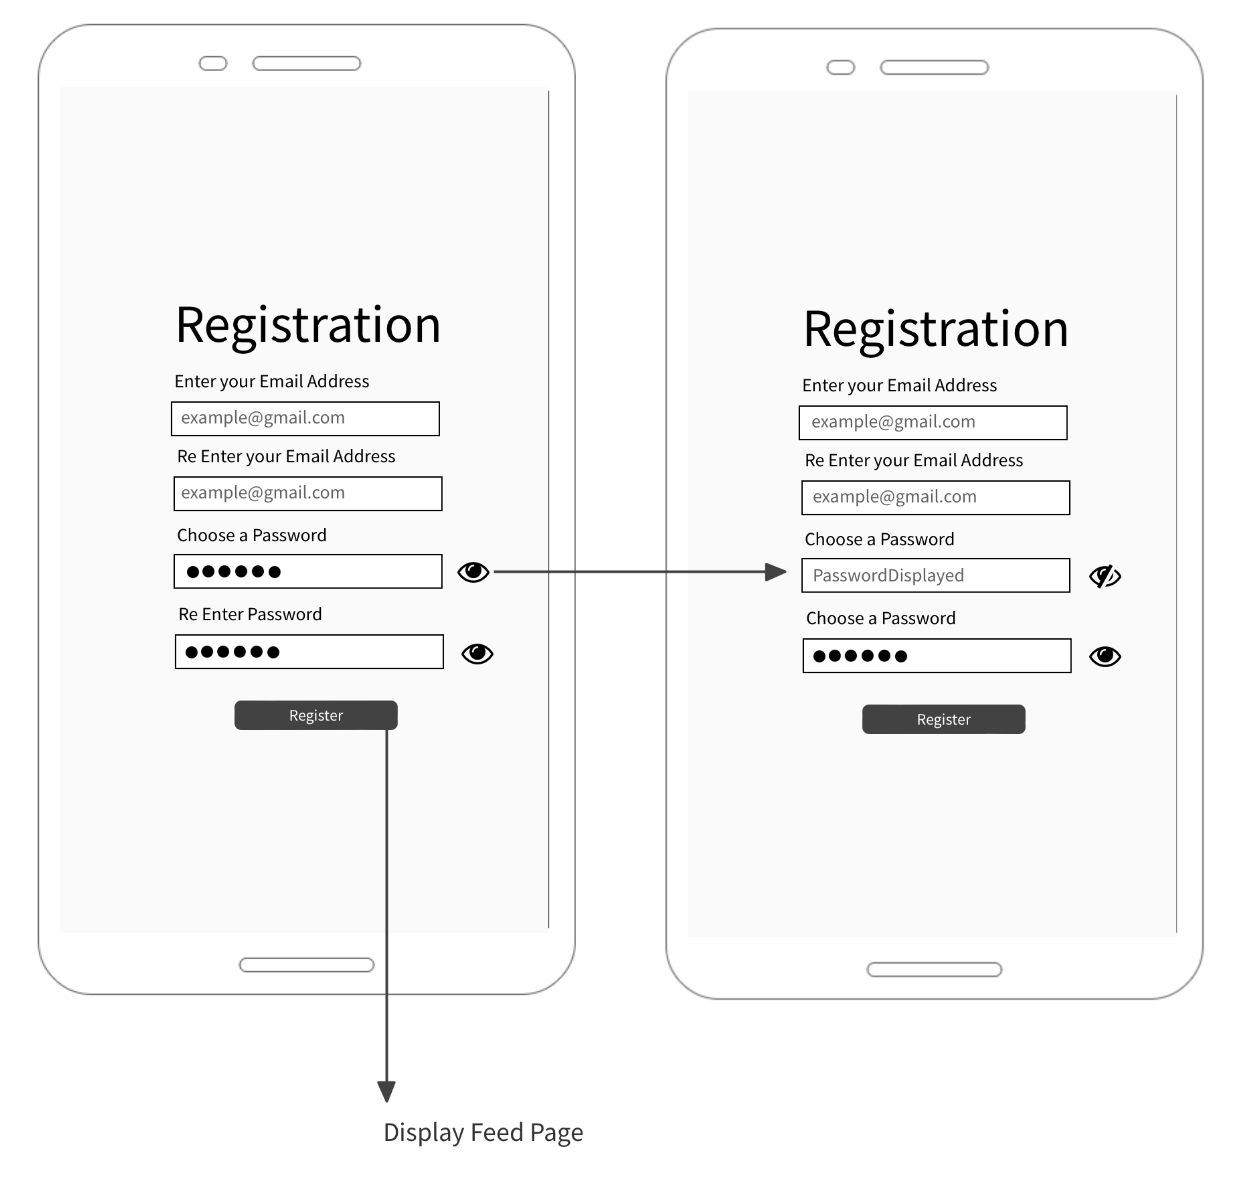 Registration
Enter your Email Address
example@gmail.com
Re Enter your Email Address
example@gmail.com
Choose a Password
Re Enter Password
Register
Registration
Enter your Email Address
example@gmail.com
Re Enter your Email Address
example@gmail.com
Choose a Password
PasswordDisplayed
Choose a Password
Register
Display Feed Page